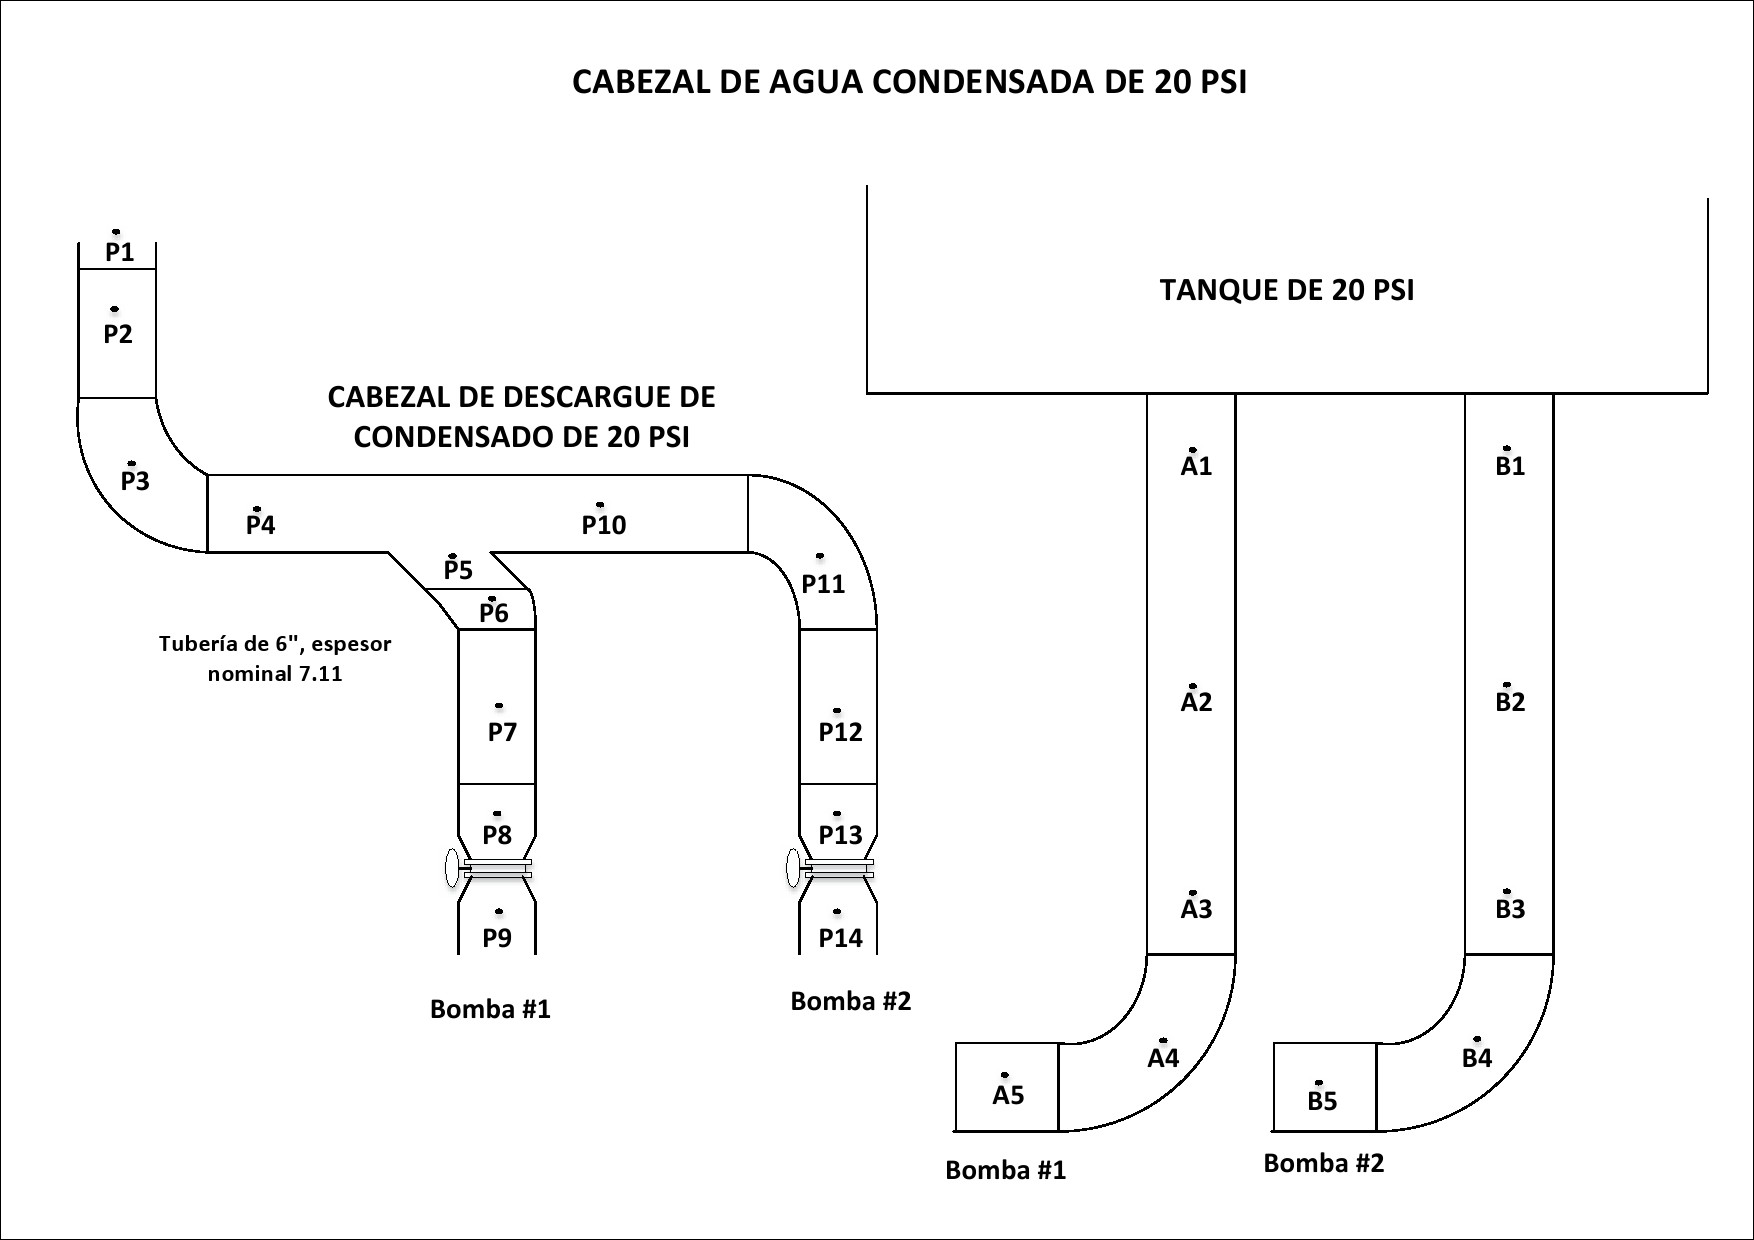 CABEZAL DE AGUA CONDENSADA DE 20 PSI
P1
P2
P3
CABEZAL DE DESCARGUE DE
CONDENSADO DE 20 PSI
P4
P10
P5
P6
P11
Tubería de 6", espesor
nominal 7.11
P7
P12
P8
P13
P9
P14
Bomba #1
Bomba #2
TANQUE DE 20 PSI
A1
B1
A2
B2
A3
B3
A4
B4
A5
B5
Bomba #1
Bomba #2